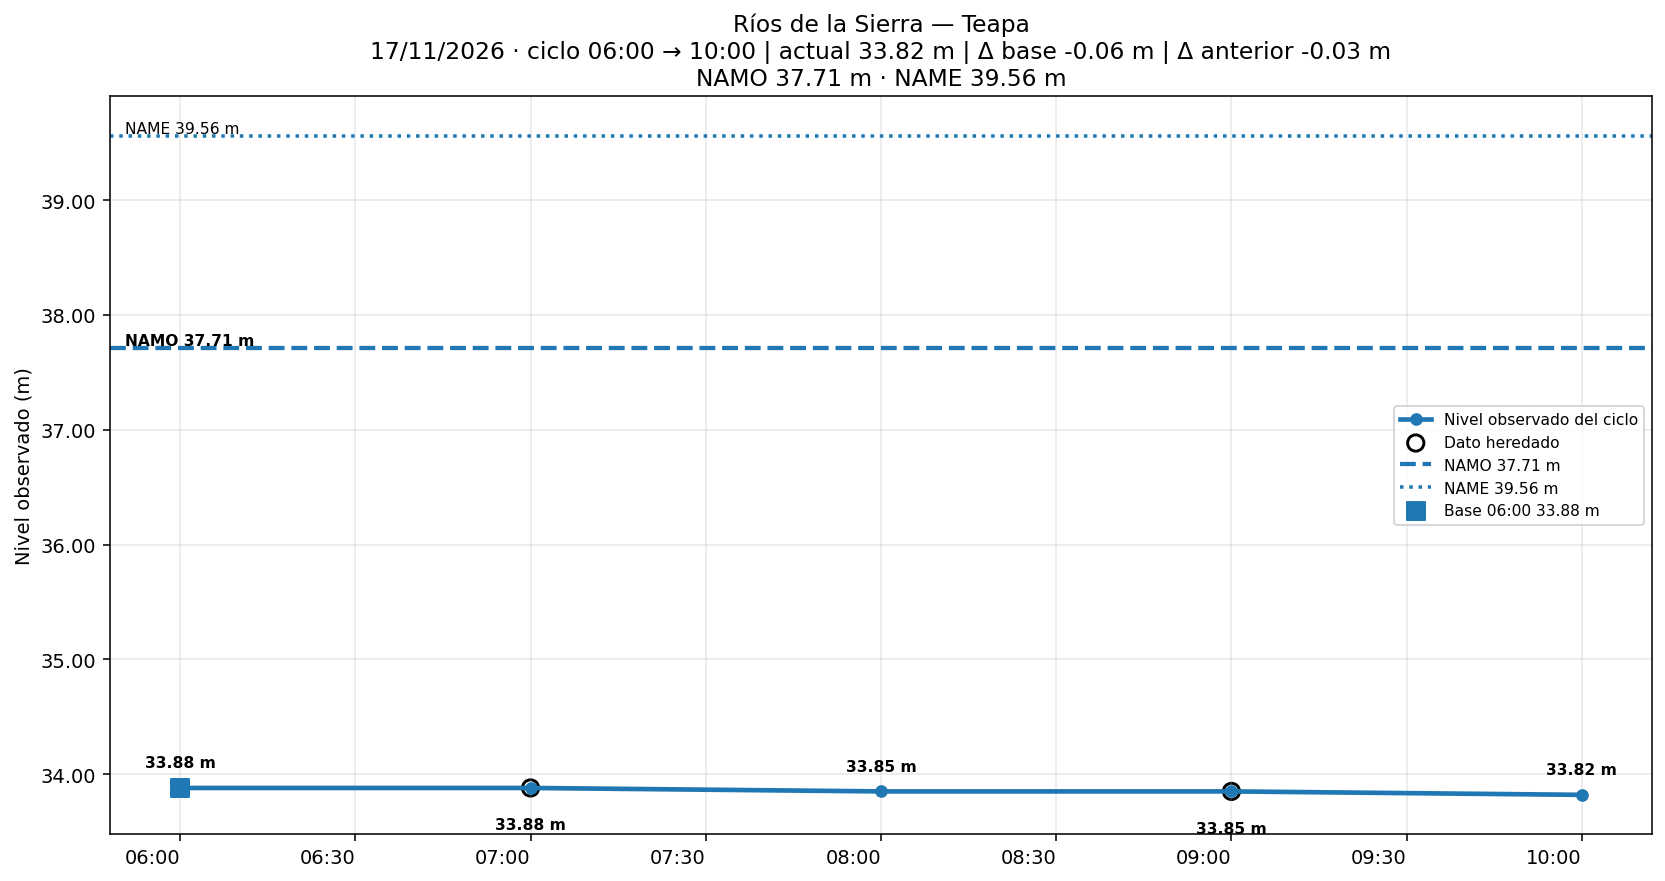 Ríos de la Sierra — Teapa
17/11/2026 · ciclo 06:00 → 10:00 | actual 33.82 m | Δ base -0.06 m | Δ anterior -0.03 m
NAMO 37.71 m · NAME 39.56 m
NAME 39.56 m
39.00
38.00
NAMO 37.71 m
37.00
36.00
35.00
34.00
Nivel observado (m)
Nivel observado del ciclo
Dato heredado
NAMO 37.71 m
NAME 39.56 m
Base 06:00 33.88 m
33.88 m
33.88 m
33.85 m
33.85 m
33.82 m
06:00
06:30
07:00
07:30
08:00
08:30
09:00
09:30
10:00